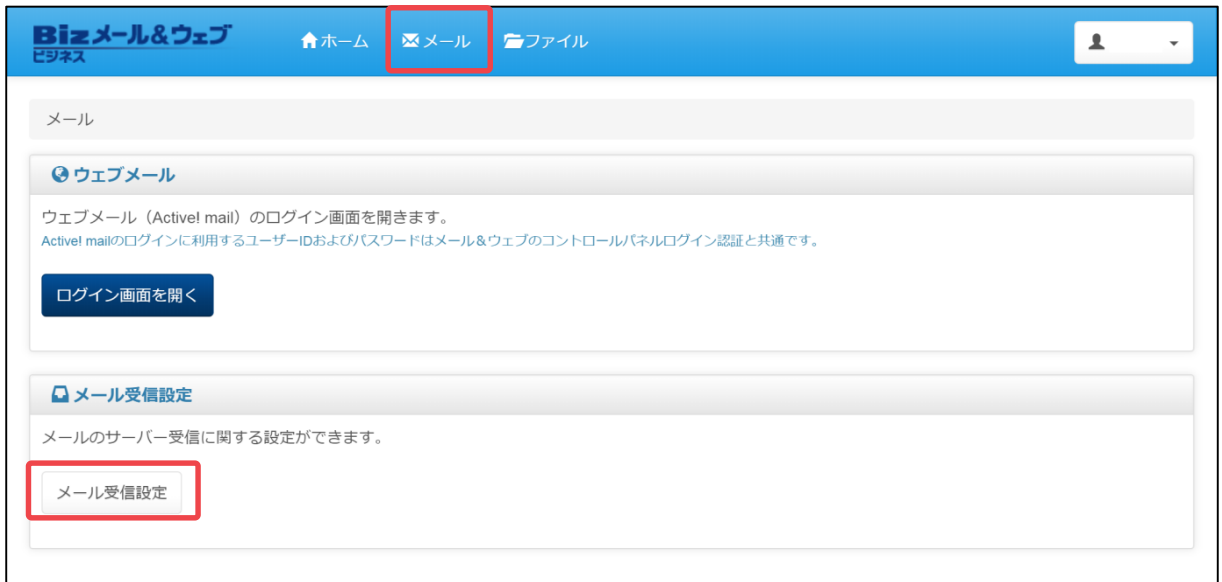 Bizメール&ウェブ
ビジネス
ホーム メール ファイル
メール
ウェブメール
ウェブメール（Active! mail）のログイン画面を開きます。
Active! mailのログインに利用するユーザーIDおよびパスワードはメール&ウェブのコントロールパネルログイン認証と共通です。
ログイン画面を開く
メール受信設定
メールのサーバー受信に関する設定ができます。
メール受信設定